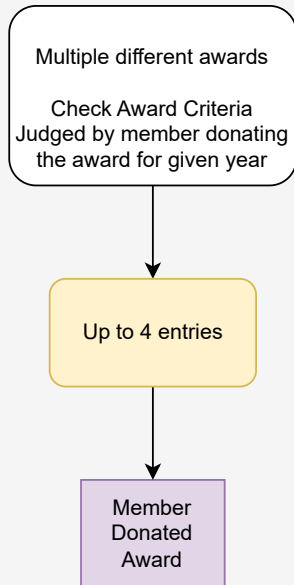 Multiple different awards
Check Award Criteria
Judged by member donating
the award for given year
Up to 4 entries
Member
Donated
Award